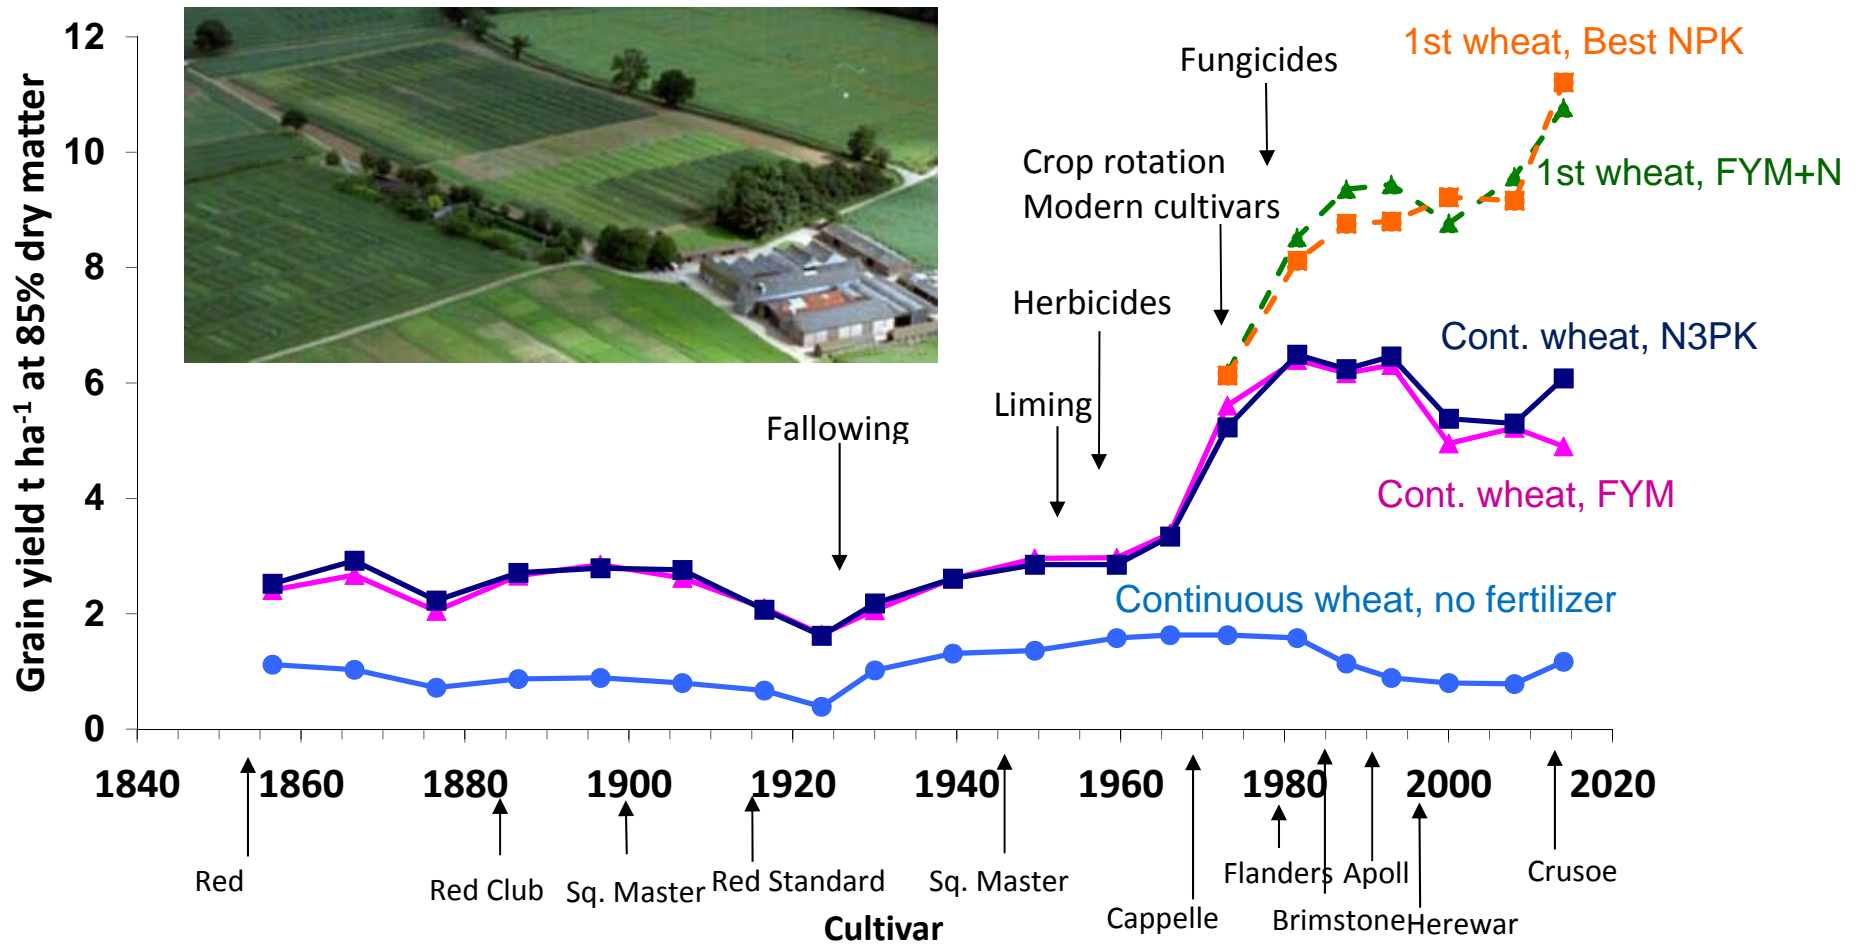 Grain yield t ha-1 at 85% dry matter
12
10
8
6
4
2
0
1st wheat, Best NPK
Fungicides
1st wheat, FYM+N
Crop rotation
Modern cultivars
Herbicides
Cont. wheat, N3PK
Liming
Fallowing
Cont. wheat, FYM
Continuous wheat, no fertilizer
1840 1860 1880 1900 1920 1940 1960 1980 2000 2020
Red
Red Club
Sq. Master
Red Standard
Sq. Master
Cappelle
Flanders
Brimstone
Apoll
Herewar
Crusoe
Cultivar